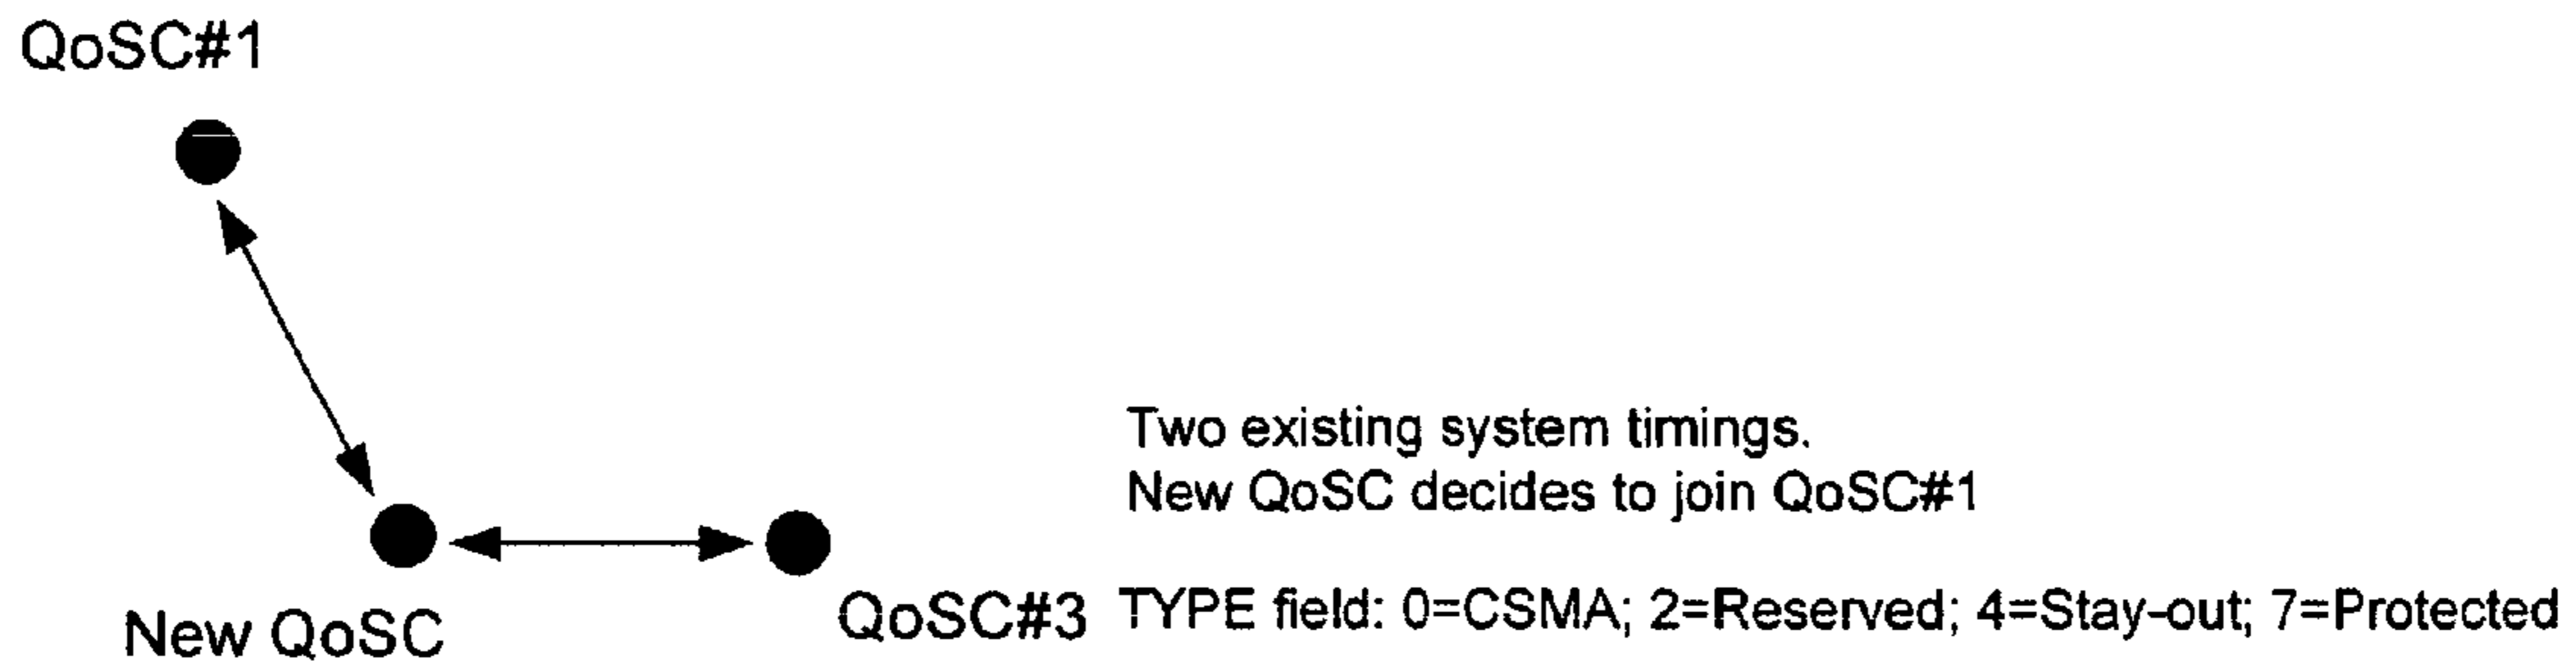 QoSC#1
Two existing system timings.
New QoSC decides to join QoSC#1
New QoSC
QoSC#3
TYPE field: 0=CSMA; 2=Reserved; 4=Stay-out; 7=Protected